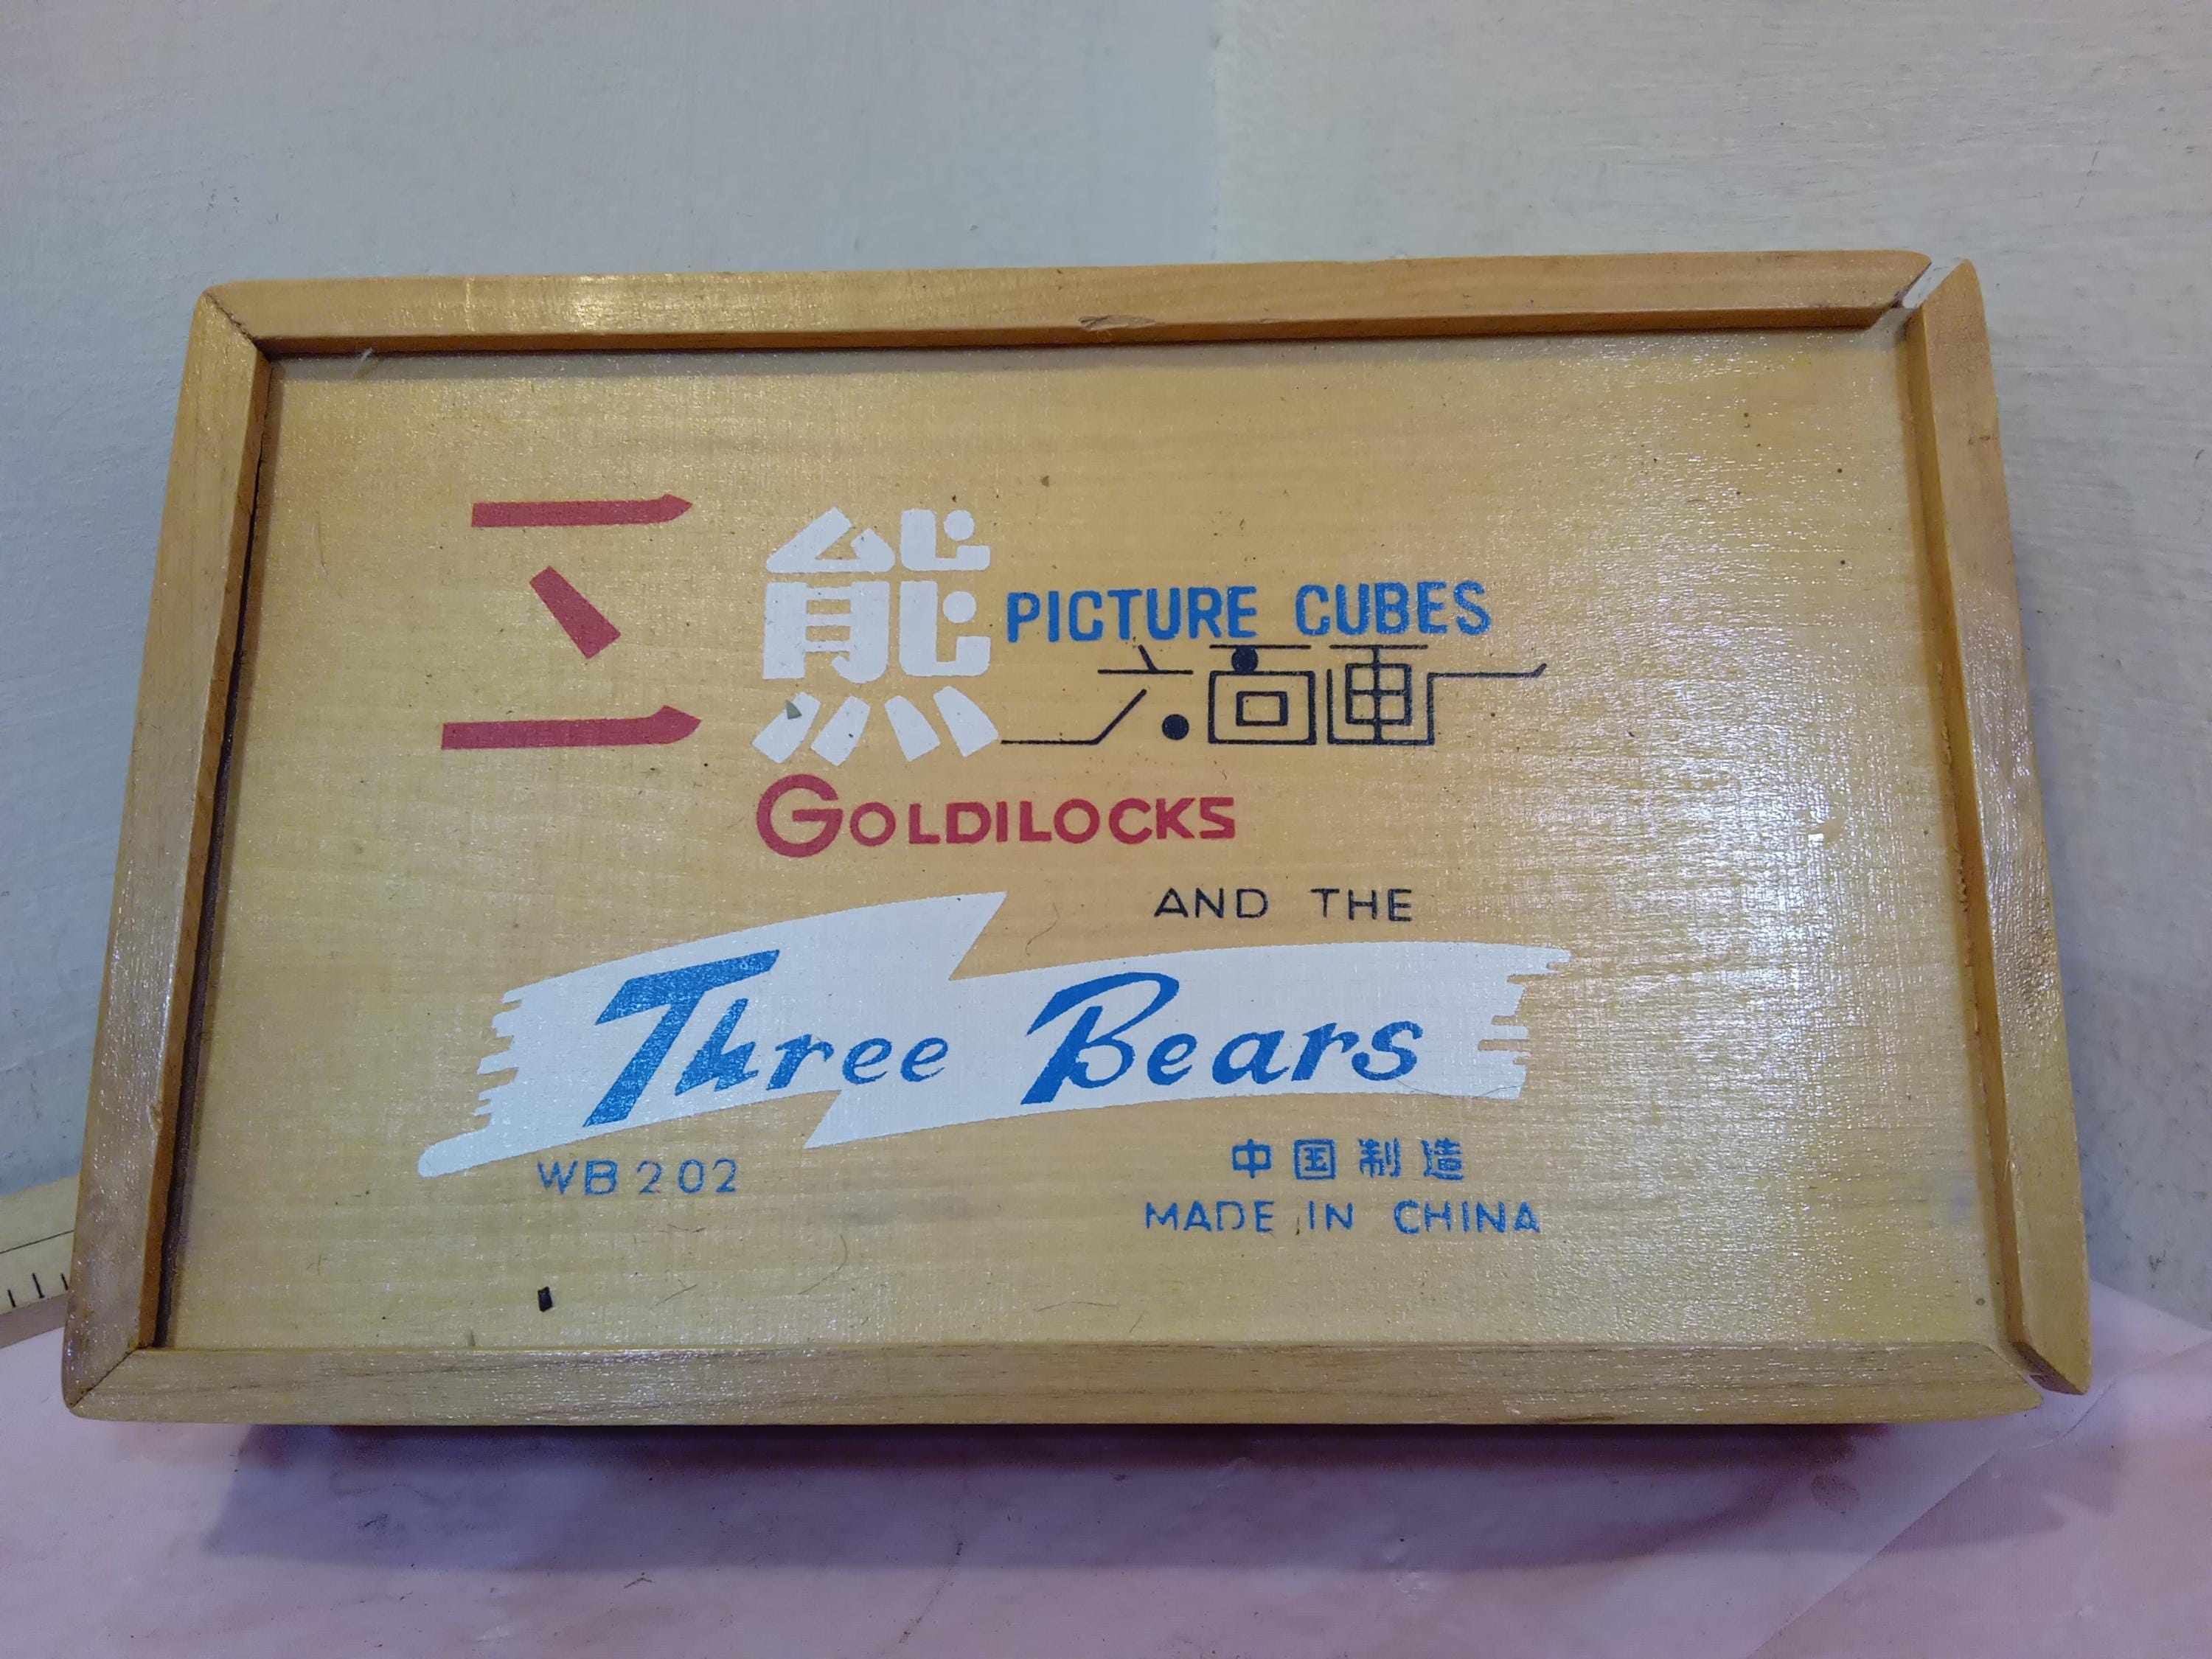 三熊
PICTURE CUBES
六面画
GOLDILOCKS
AND THE
Three Bears
WB202
中国制造
MADE IN CHINA